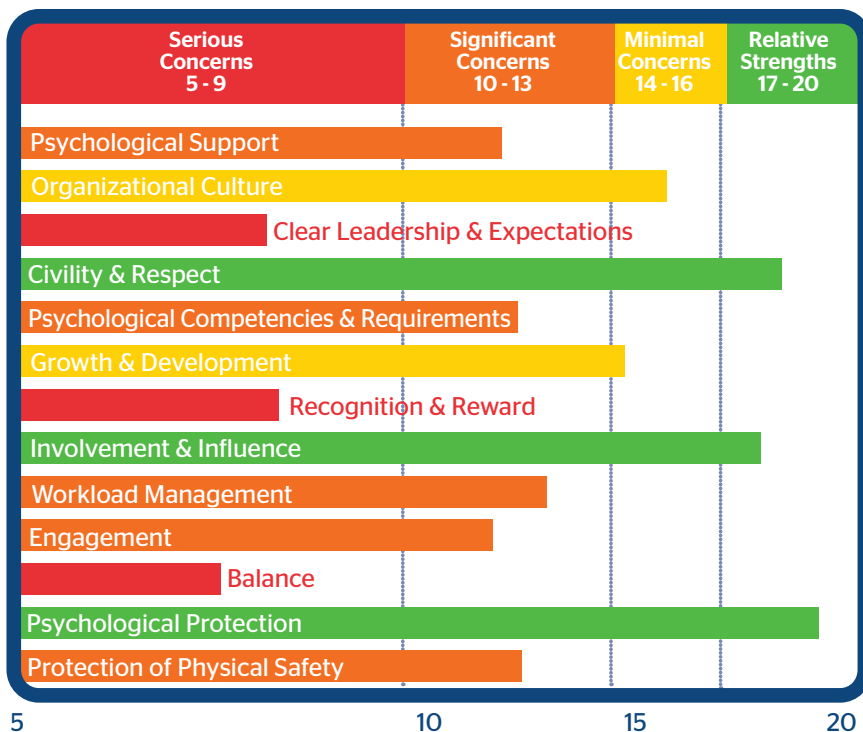 Serious
Concerns
5 - 9
Significant
Concerns
10 - 13
Minimal
Concerns
14 - 16
Relative
Strengths
17 - 20
Psychological Support
Organizational Culture
Clear Leadership & Expectations
Civility & Respect
Psychological Competencies & Requirements
Growth & Development
Recognition & Reward
Involvement & Influence
Workload Management
Engagement
Balance
Psychological Protection
Protection of Physical Safety
5 10 15 20